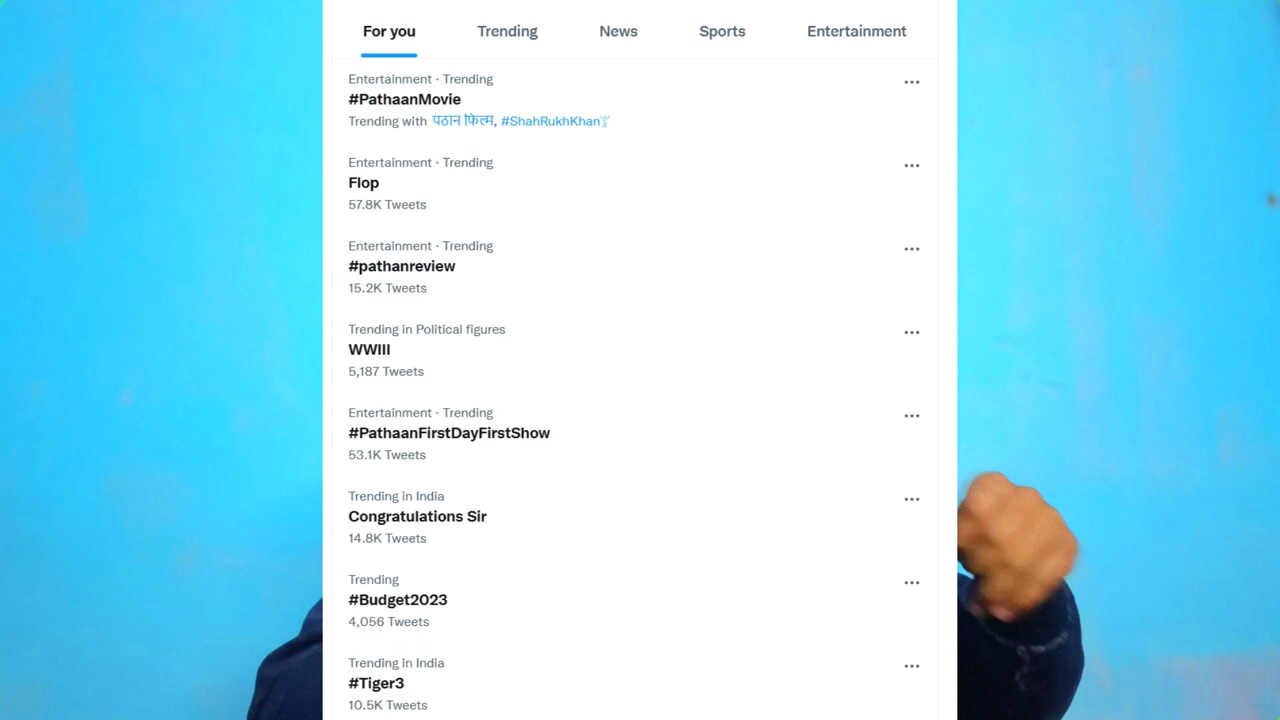 For you Trending News Sports Entertainment
Entertainment · Trending
#PathaanMovie
Trending with पठान फिल्म, #ShahRukhKhan
Entertainment · Trending
Flop
57.8K Tweets
Entertainment · Trending
#pathanreview
15.2K Tweets
Trending in Political figures
WWIII
5,187 Tweets
Entertainment · Trending
#PathaanFirstDayFirstShow
53.1K Tweets
Trending in India
Congratulations Sir
14.8K Tweets
Trending
#Budget2023
4,056 Tweets
Trending in India
#Tiger3
10.5K Tweets